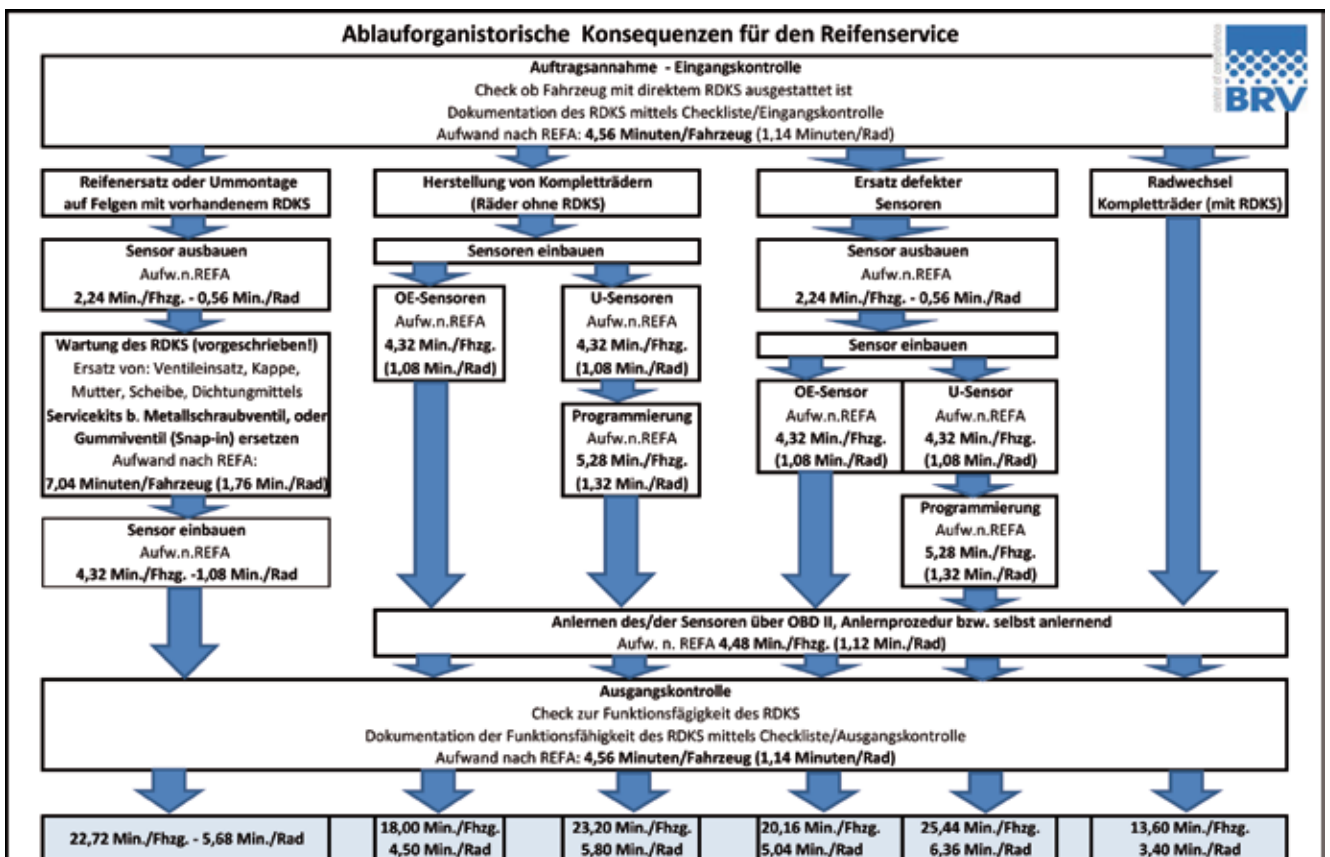 Ablauforganistorische Konsequenzen für den Reifenservice
center of competence
BRV
Auftragsannahme - Eingangskontrolle
Check ob Fahrzeug mit direktem RDKS ausgestattet ist
Dokumentation des RDKS mittels Checkliste/Eingangskontrolle
Aufwand nach REFA: 4,56 Minuten/Fahrzeug (1,14 Minuten/Rad)
Reifenersatz oder Ummontage
auf Felgen mit vorhandenem RDKS
Sensor ausbauen
Aufw.n.REFA
2,24 Min./Fhzg. - 0,56 Min./Rad
Wartung des RDKS (vorgeschrieben!)
Ersatz von: Ventileinsatz, Kappe,
Mutter, Scheibe, Dichtungmittels
Servicekits b. Metallschraubventil, oder
Gummiventil (Snap-in) ersetzen
Aufwand nach REFA:
7,04 Minuten/Fahrzeug (1,76 Min./Rad)
Sensor einbauen
Aufw.n.REFA
4,32 Min./Fhzg. -1,08 Min./Rad
Herstellung von Kompletträdern
(Räder ohne RDKS)
Sensoren einbauen
OE-Sensoren
Aufw.n.REFA
4,32 Min./Fhzg.
(1,08 Min./Rad)
U-Sensoren
Aufw.n.REFA
4,32 Min./Fhzg.
(1,08 Min./Rad)
Programmierung
Aufw.n.REFA
5,28 Min./Fhzg.
(1,32 Min./Rad)
Ersatz defekter
Sensoren
Sensor ausbauen
Aufw.n.REFA
2,24 Min./Fhzg. - 0,56 Min./Rad
Sensor einbauen
OE-Sensor
Aufw.n.REFA
4,32 Min./Fhzg.
(1,08 Min./Rad)
U-Sensor
Aufw.n.REFA
4,32 Min./Fhzg.
(1,08 Min./Rad)
Programmierung
Aufw.n.REFA
5,28 Min./Fhzg.
(1,32 Min./Rad)
Radwechsel
Kompletträder (mit RDKS)
Anlernen des/der Sensoren über OBD II, Anlernprozedur bzw. selbst anlernend
Aufw. n. REFA 4,48 Min./Fhzg. (1,12 Min./Rad)
Ausgangskontrolle
Check zur Funktionsfägigkeit des RDKS
Dokumentation der Funktionsfähigkeit des RDKS mittels Checkliste/Ausgangskontrolle
Aufwand nach REFA: 4,56 Minuten/Fahrzeug (1,14 Minuten/Rad)
22,72 Min./Fhzg. - 5,68 Min./Rad
18,00 Min./Fhzg.
4,50 Min./Rad
23,20 Min./Fhzg.
5,80 Min./Rad
20,16 Min./Fhzg.
5,04 Min./Rad
25,44 Min./Fhzg.
6,36 Min./Rad
13,60 Min./Fhzg.
3,40 Min./Rad